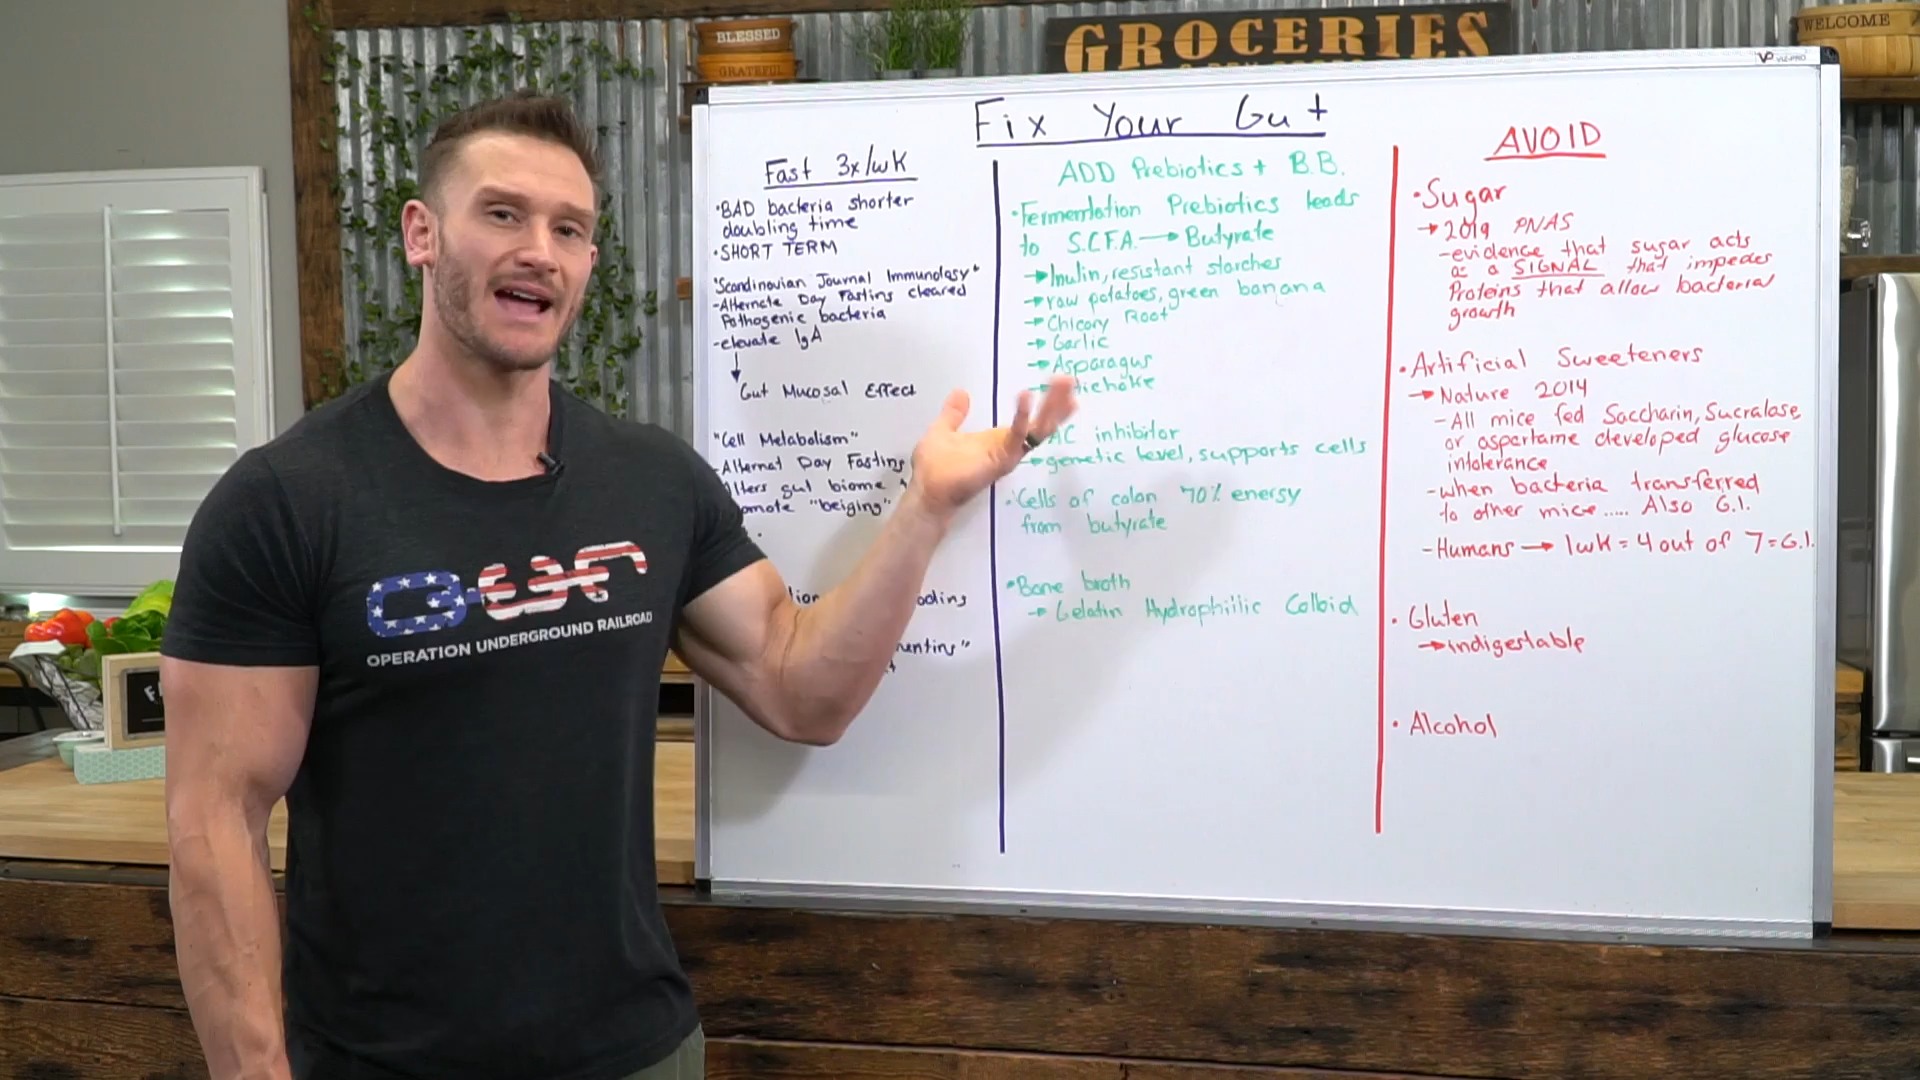 BLESSED
GRATEFUL
GROCERIES
WELCOME
VP VIZ-PRO
Fix Your Gut
Fast 3x/wk
•BAD bacteria shorter
doubling time
•SHORT TERM
"Scandinavian Journal Immunology"
-Alternate Day Fasting cleared
Pathogenic bacteria
-elevate IgA
Gut Mucosal Effect
"Cell Metabolism"
-Alternat Day Fasting
gut biome
"beiging"
ADD Prebiotics + B.B.
•Fermentation Prebiotics leads
to S.C.F.A. → Butyrate
→Inulin, resistant starches
→raw potatoes, green banana
→Chicory Root
→Garlic
→Asparagus
inhibitor
→genetic level, supports cells
•Cells of colon 70% energy
from butyrate
•Bone broth
→Gelatin Hydrophillic Colloid
AVOID
•Sugar
→2019 PNAS
-evidence that sugar acts
as a SIGNAL that impedes
Proteins that allow bacterial
growth
•Artificial Sweeteners
→Nature 2014
-All mice fed Saccharin, Sucralose
or aspartame developed glucose
intolerance
-when bacteria transferred
to other mice..... Also G.I.
-Humans → 1wk = 4 out of 7 = G.I.
•Gluten
→indigestable
•Alcohol
OUR
OPERATION UNDERGROUND RAILROAD